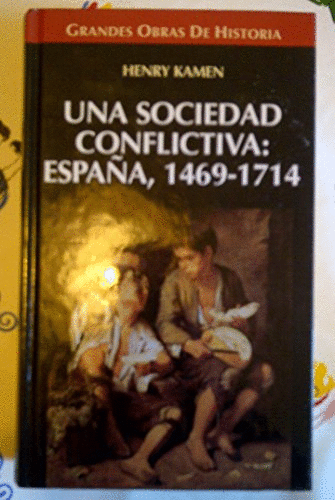 GRANDES OBRAS DE HISTORIA
HENRY KAMEN
UNA SOCIEDAD
CONFLICTIVA:
ESPAÑA, 1469-1714